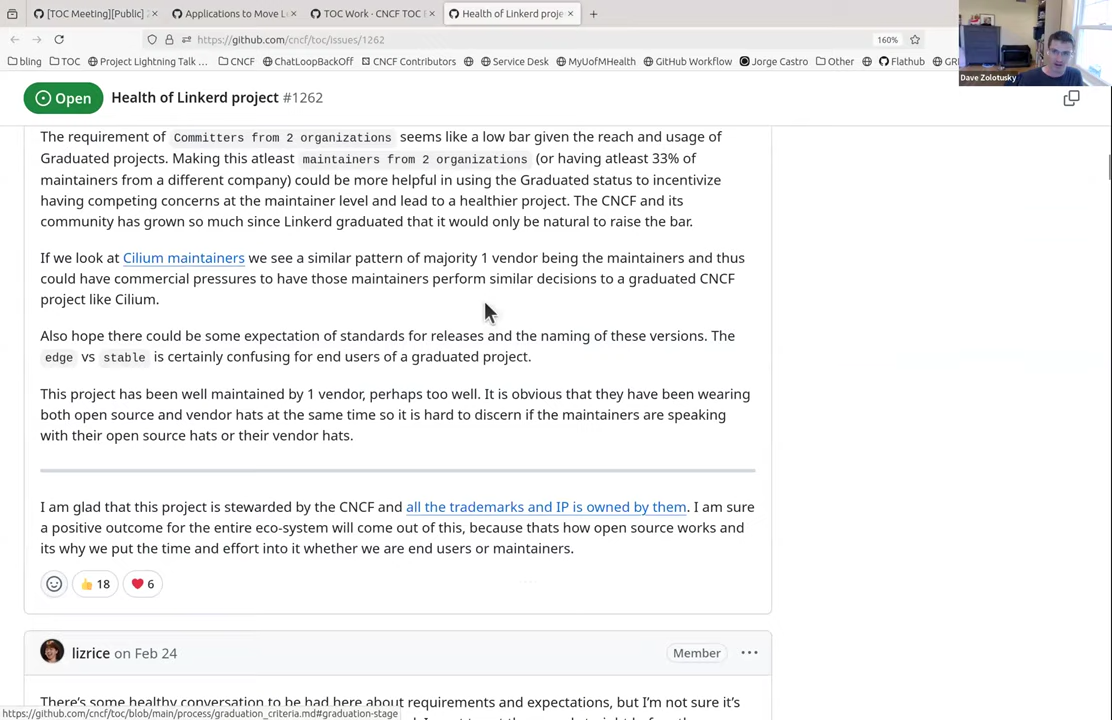 [TOC Meeting][Public]
Applications to Move L
TOC Work · CNCF TOC
Health of Linkerd proje
https://github.com/cncf/toc/issues/1262
160%
bling
TOC
Project Lightning Talk ...
CNCF
ChatLoopBackOff
CNCF Contributors
Service Desk
MyUofMHealth
GitHub Workflow
Jorge Castro
Other
Flathub
Dave Zolotusky
Open
Health of Linkerd project #1262
The requirement of Committers from 2 organizations seems like a low bar given the reach and usage of
Graduated projects. Making this atleast maintainers from 2 organizations (or having atleast 33% of
maintainers from a different company) could be more helpful in using the Graduated status to incentivize
having competing concerns at the maintainer level and lead to a healthier project. The CNCF and its
community has grown so much since Linkerd graduated that it would only be natural to raise the bar.
If we look at Cilium maintainers we see a similar pattern of majority 1 vendor being the maintainers and thus
could have commercial pressures to have those maintainers perform similar decisions to a graduated CNCF
project like Cilium.
Also hope there could be some expectation of standards for releases and the naming of these versions. The
edge vs stable is certainly confusing for end users of a graduated project.
This project has been well maintained by 1 vendor, perhaps too well. It is obvious that they have been wearing
both open source and vendor hats at the same time so it is hard to discern if the maintainers are speaking
with their open source hats or their vendor hats.
I am glad that this project is stewarded by the CNCF and all the trademarks and IP is owned by them. I am sure
a positive outcome for the entire eco-system will come out of this, because thats how open source works and
its why we put the time and effort into it whether we are end users or maintainers.
👍 18
❤️ 6
lizrice on Feb 24
Member
There's some healthy conversation to be had here about requirements and expectations, but I'm not sure it's
https://github.com/cncf/toc/blob/main/process/graduation_criteria.md#graduation-stage